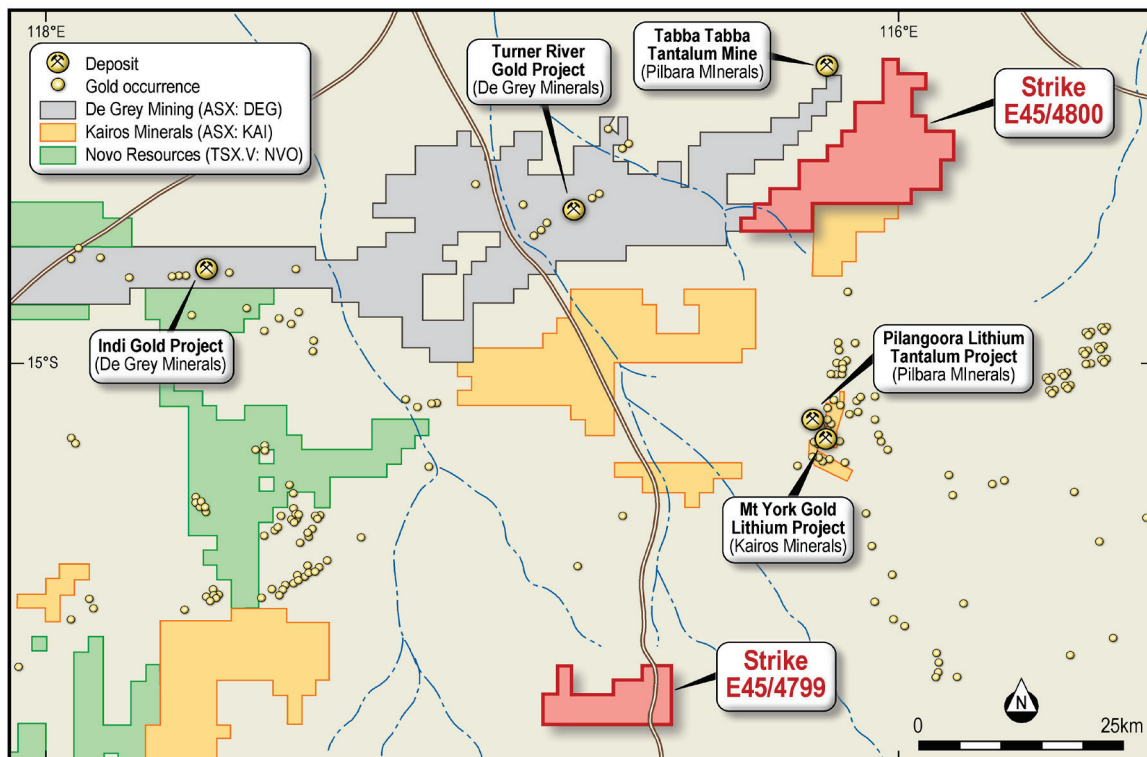 118°E
116°E
Deposit
Gold occurrence
De Grey Mining (ASX: DEG)
Kairos Minerals (ASX: KAI)
Novo Resources (TSX.V: NVO)
Turner River
Gold Project
(De Grey Minerals)
Tabba Tabba
Tantalum Mine
(Pilbara MInerals)
Strike
E45/4800
Indi Gold Project
(De Grey Minerals)
15°S
Pilangoora Lithium
Tantalum Project
(Pilbara MInerals)
Mt York Gold
Lithium Project
(Kairos Minerals)
Strike
E45/4799
N
0 25km